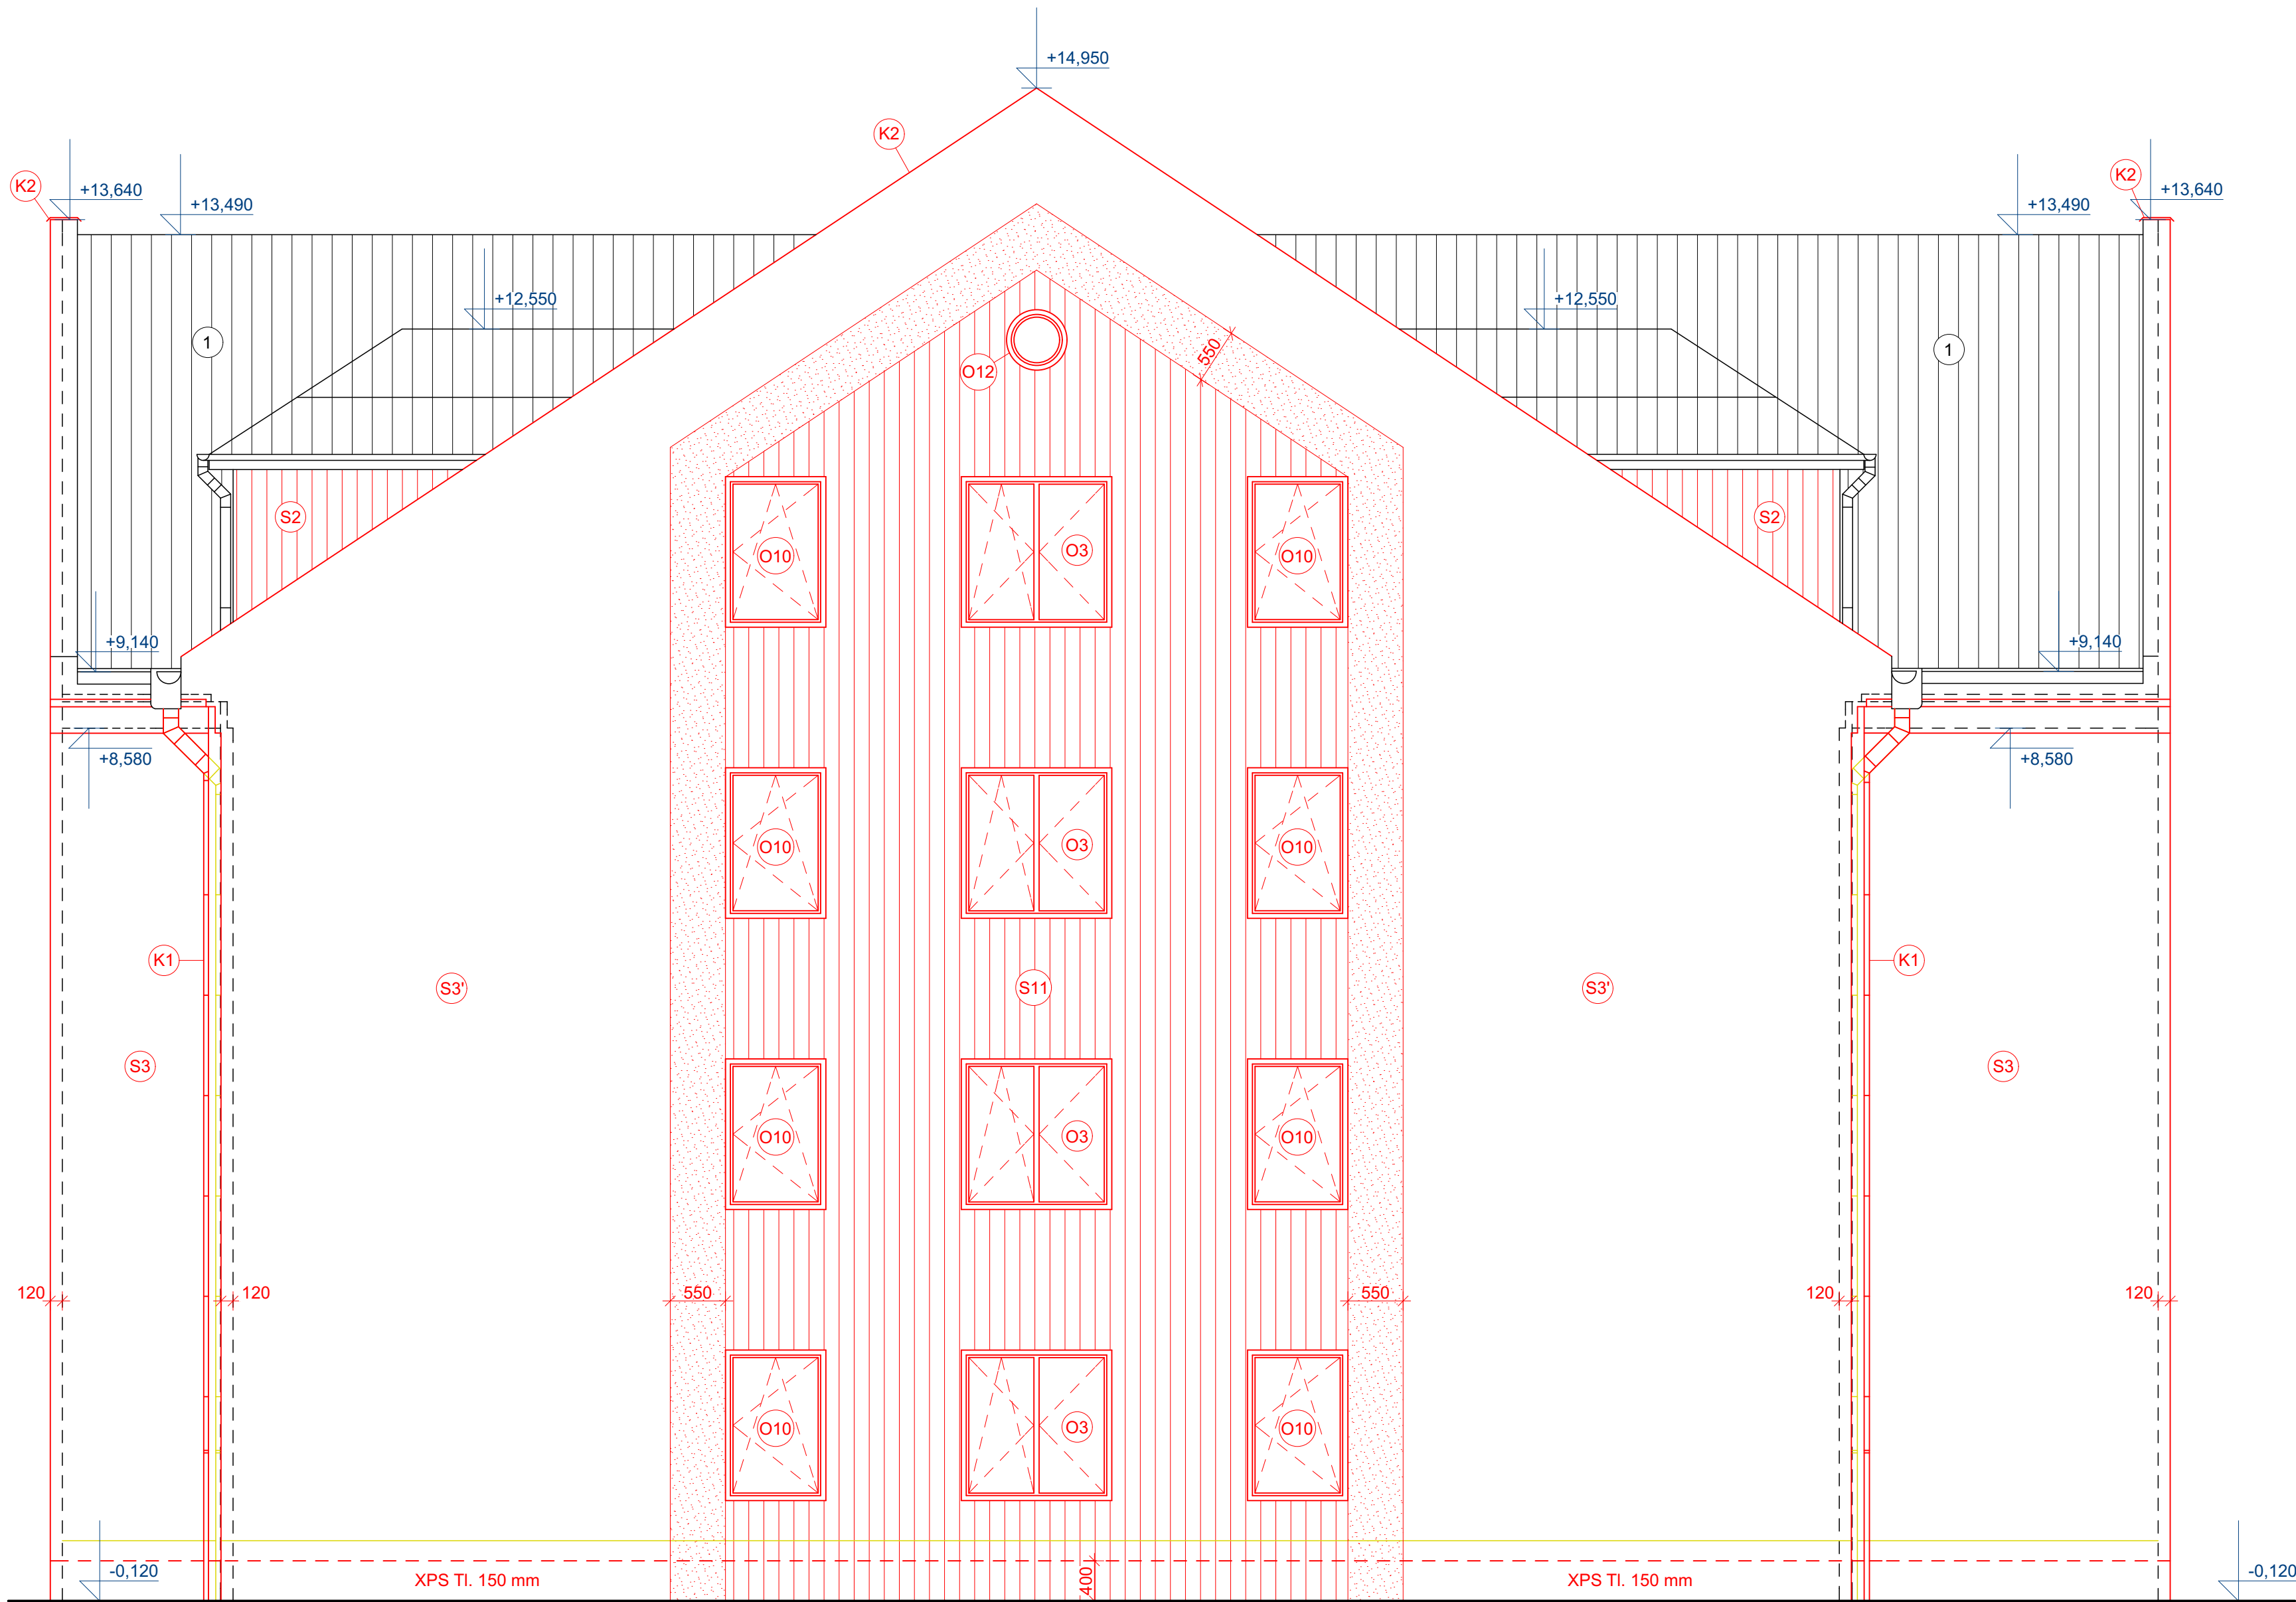 +14,950
K2
K2
+13,640
+13,490
K2
+13,640
+13,490
+12,550
+12,550
1
1
O12
550
S2
S2
O10
O3
O10
+9,140
+9,140
+8,580
+8,580
O10
O3
O10
K1
K1
S3'
S11
S3'
S3
S3
O10
O3
O10
120
120
550
550
120
120
O10
O3
O10
-0,120
-0,120
XPS Tl. 150 mm
400
XPS Tl. 150 mm